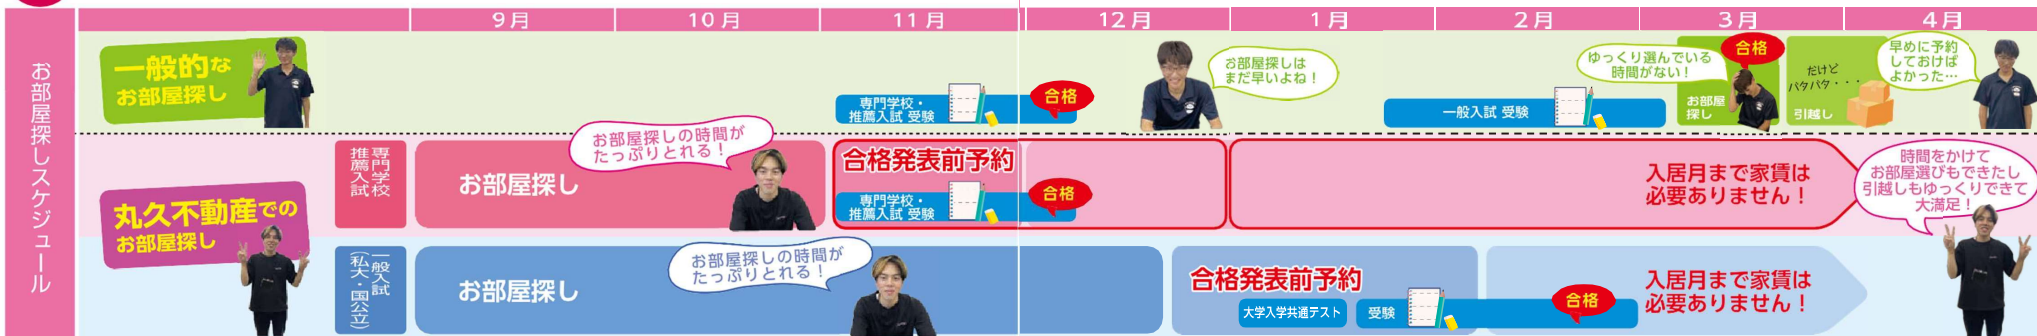 お部屋探しスケジュール
9月
10月
11月
12月
1月
2月
3月
4月
一般的な
お部屋探し
専門学校・
推薦入試 受験
合格
お部屋探しは
まだ早いよね！
一般入試 受験
ゆっくり選んでいる
時間がない！
合格
お部屋
探し
だけど
バタバタ・・・
引越し
早めに予約
しておけば
よかった…
丸久不動産での
お部屋探し
専門学校
推薦入試
お部屋探し
お部屋探しの時間が
たっぷりとれる！
合格発表前予約
専門学校・
推薦入試 受験
合格
入居月まで家賃は
必要ありません！
時間をかけて
お部屋選びもできたし
引越しもゆっくりできて
大満足！
一般入試
（私大・国公立）
お部屋探し
お部屋探しの時間が
たっぷりとれる！
合格発表前予約
大学入学共通テスト
受験
合格
入居月まで家賃は
必要ありません！